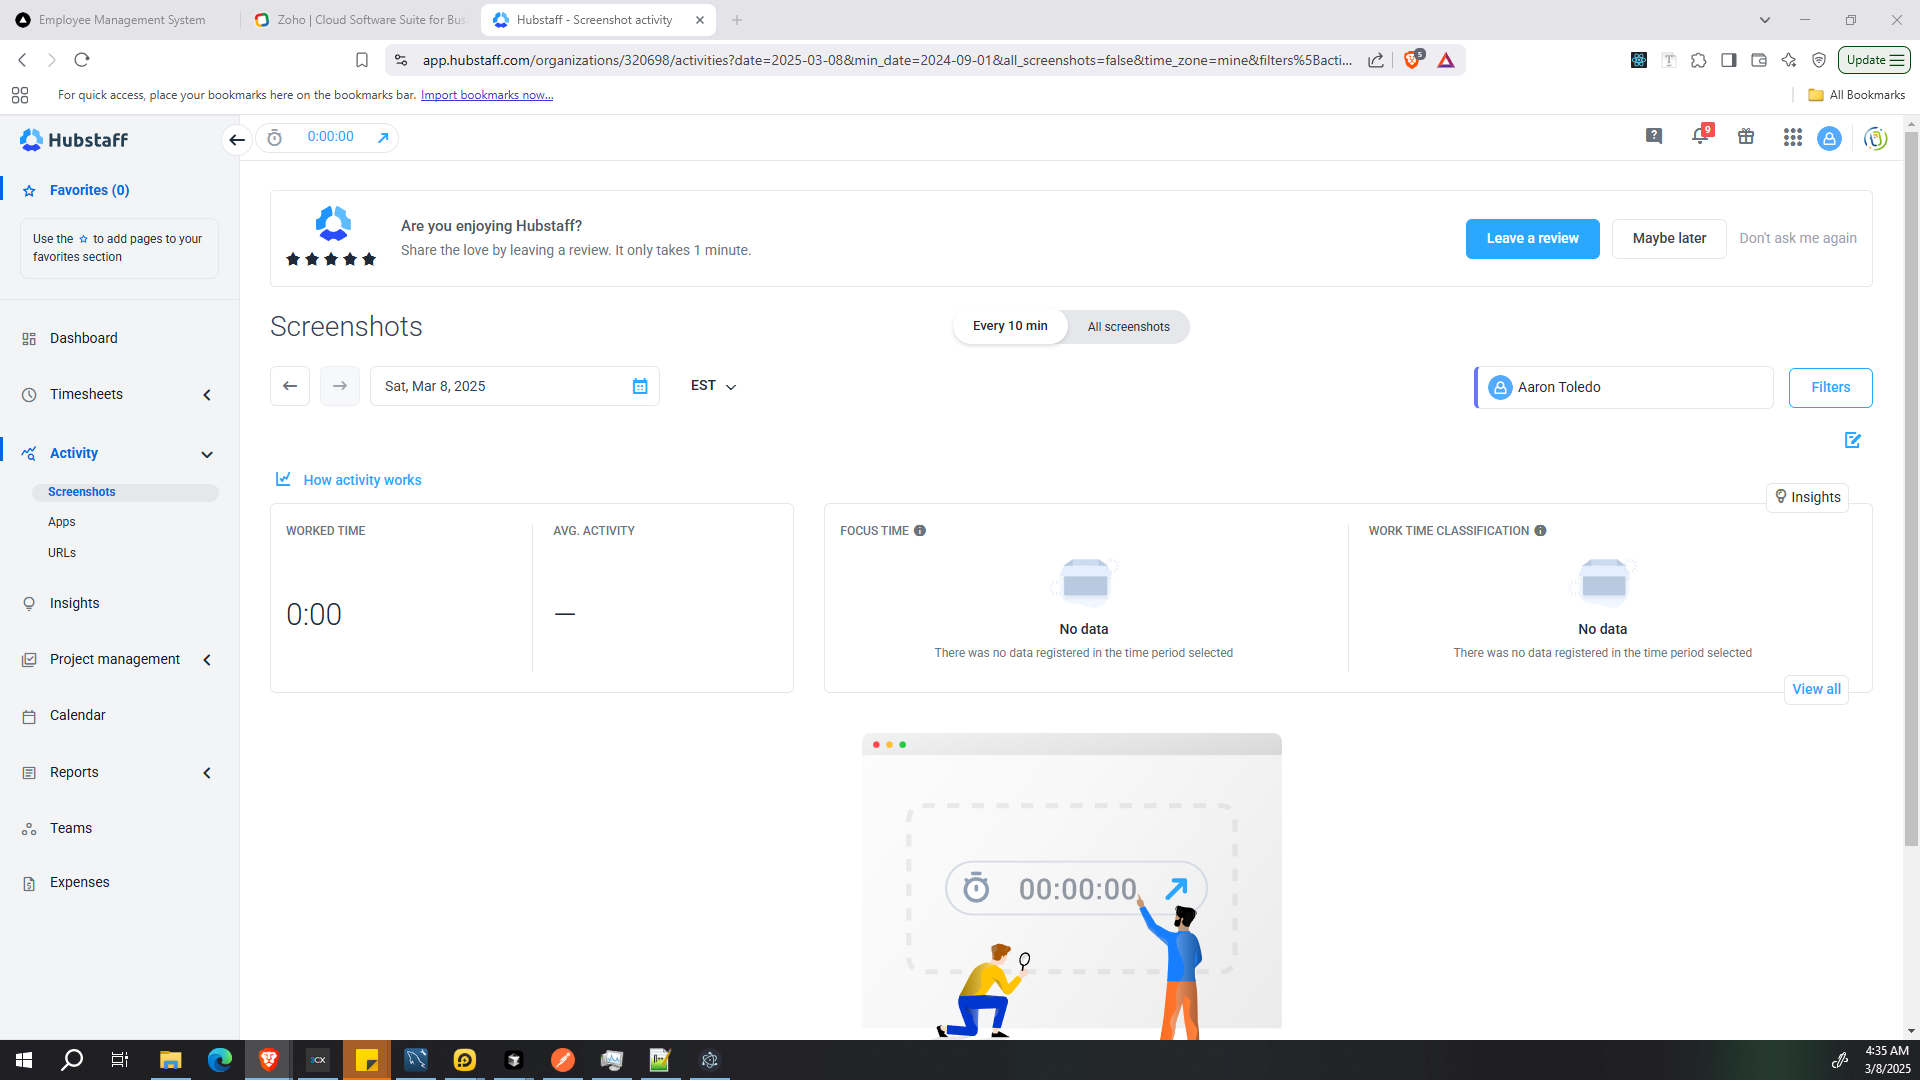 Employee Management System
Zoho | Cloud Software Suite for Bus
Hubstaff - Screenshot activity
app.hubstaff.com/organizations/320698/activities?date=2025-03-08&min_date=2024-09-01&all_screenshots=false&time_zone=mine&filters%5Bacti...
5
Update
For quick access, place your bookmarks here on the bookmarks bar. Import bookmarks now...
All Bookmarks
Hubstaff
0:00:00
9
Favorites (0)
Use the to add pages to your
favorites section
Are you enjoying Hubstaff?
Share the love by leaving a review. It only takes 1 minute.
Leave a review
Maybe later
Don't ask me again
Dashboard
Timesheets
Activity
Screenshots
Apps
URLs
Insights
Project management
Calendar
Reports
Teams
Expenses
Screenshots
Every 10 min
All screenshots
Sat, Mar 8, 2025
EST
Aaron Toledo
Filters
How activity works
Insights
WORKED TIME
0:00
AVG. ACTIVITY
—
FOCUS TIME
No data
There was no data registered in the time period selected
WORK TIME CLASSIFICATION
No data
There was no data registered in the time period selected
View all
00:00:00
3CX
4:35 AM
3/8/2025